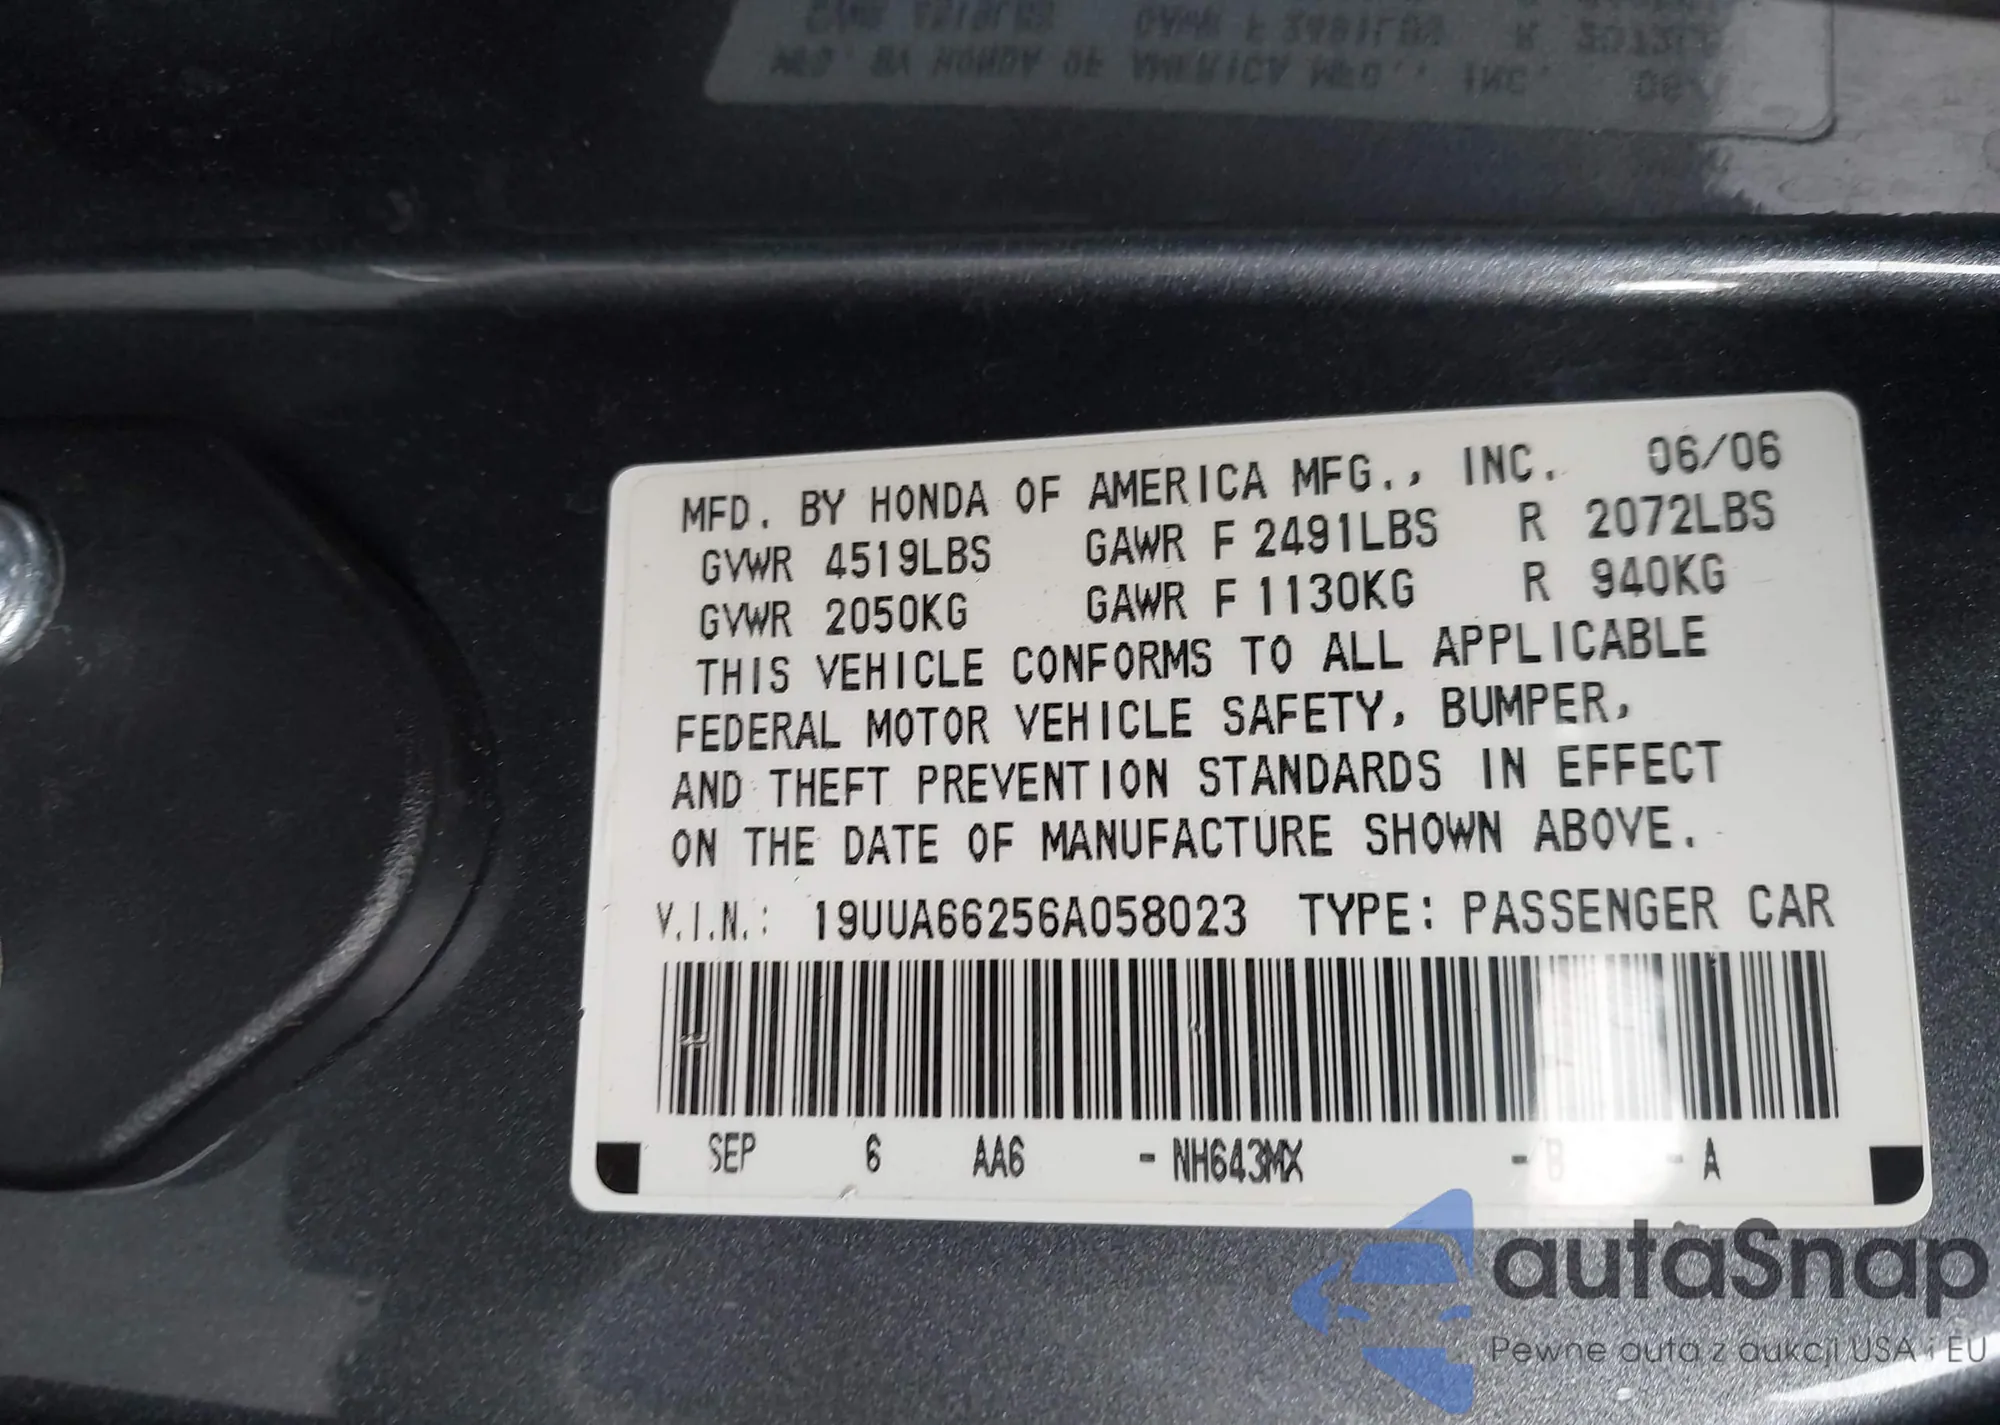 MFD. BY HONDA OF AMERICA MFG., INC. 06/06
GVWR 4519LBS GAWR F 2491LBS R 2072LBS
GVWR 2050KG GAWR F 1130KG R 940KG
THIS VEHICLE CONFORMS TO ALL APPLICABLE
FEDERAL MOTOR VEHICLE SAFETY, BUMPER,
AND THEFT PREVENTION STANDARDS IN EFFECT
ON THE DATE OF MANUFACTURE SHOWN ABOVE.
V.I.N.: 19UUA66256A058023 TYPE: PASSENGER CAR
SEP 6 AA6 - NH643MX - B - A
autaSnap
Pewne auta z aukcji USA i EU